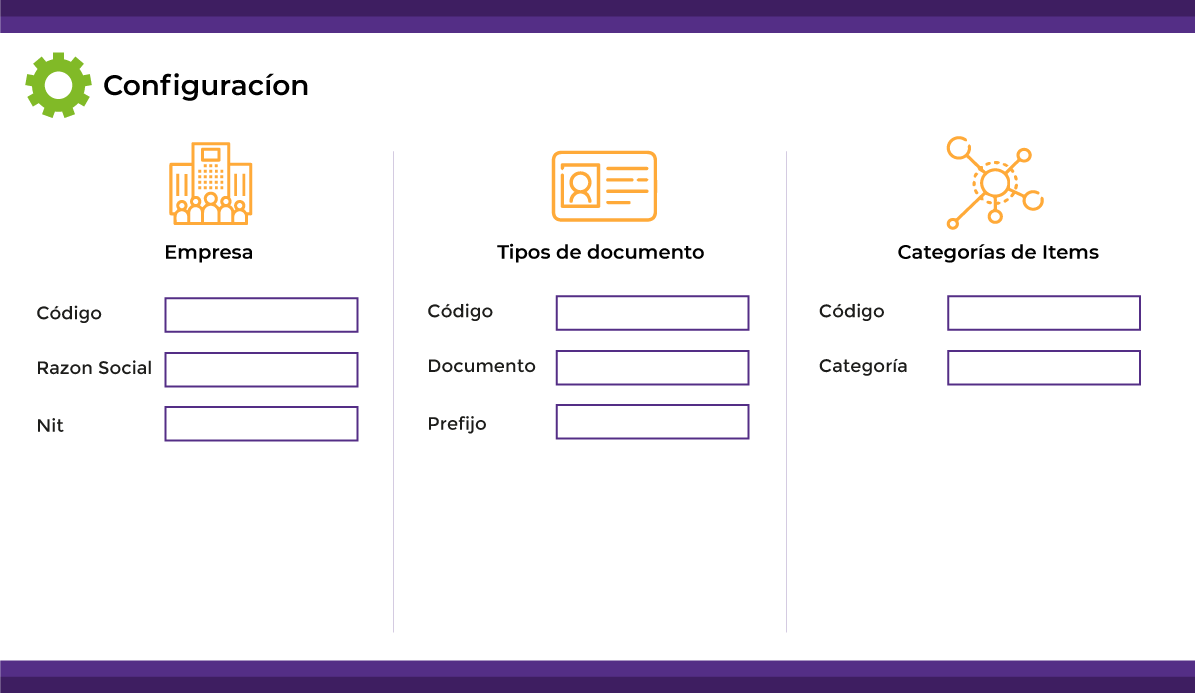 Configuracíon
Empresa
Código
Razon Social
Nit
Tipos de documento
Código
Documento
Prefijo
Categorías de Items
Código
Categoría